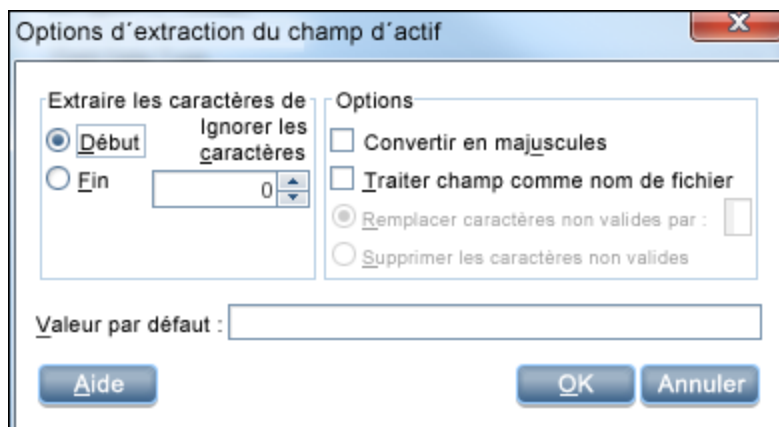 Options d´extraction du champ d´actif
Extraire les caractères de
Début
Fin
Ignorer les
caractères
0
Options
Convertir en majuscules
Traiter champ comme nom de fichier
Remplacer caractères non valides par :
Supprimer les caractères non valides
Valeur par défaut :
Aide
OK
Annuler